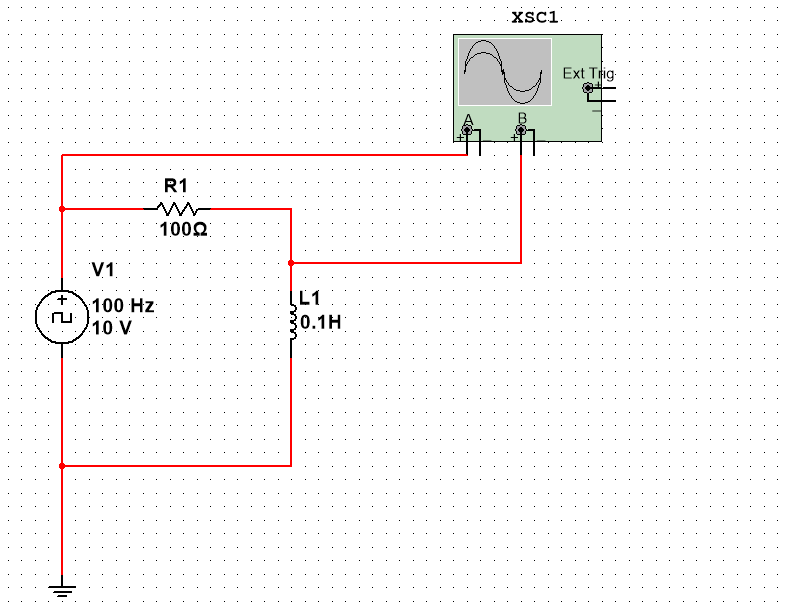 XSC1
Ext Trig
+
A
B
+
+
R1
100Ω
V1
+
100 Hz
10 V
L1
0.1H